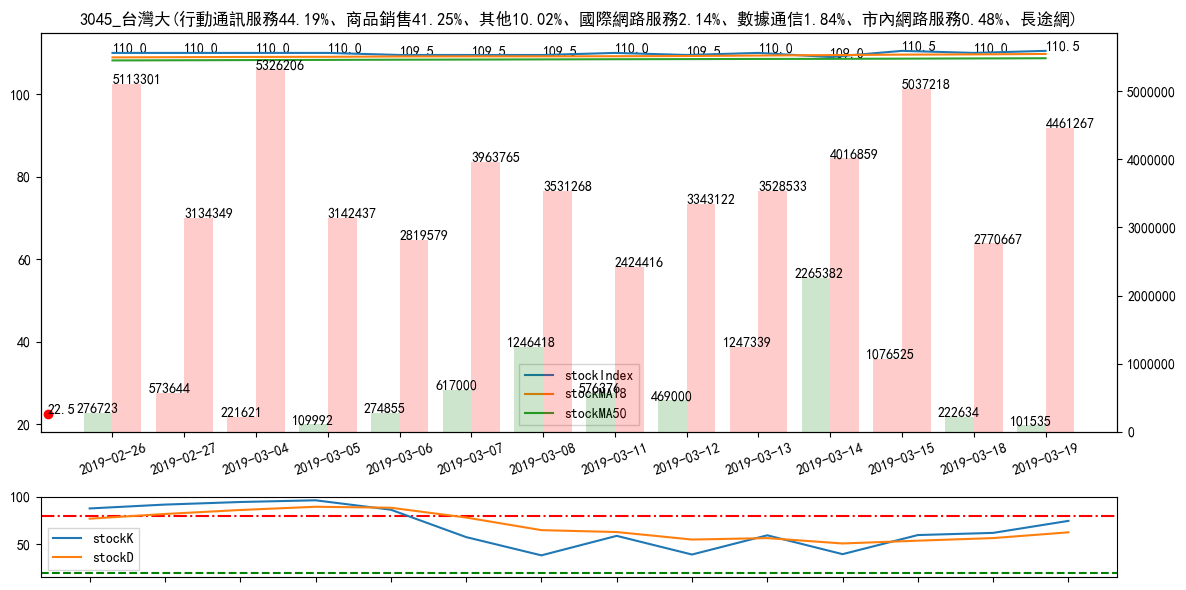 3045_台灣大(行動通訊服務44.19%、商品銷售41.25%、其他10.02%、國際網路服務2.14%、數據通信1.84%、市內網路服務0.48%、長途網)
110.0 110.0 110.0 110.0 109.5 109.5 109.5 110.0 109.5 110.0 109.0 110.5 110.0 110.5
5113301 3134349 5326206 3142437 2819579 3963765 3531268 2424416 3343122 3528533 4016859 5037218 2770667 4461267
276723 573644 221621 109992 274855 617000 1246418 576376 469000 1247339 2265382 1076525 222634 101535
22.5
100
80
60
40
20
5000000
4000000
3000000
2000000
1000000
0
stockIndex
stockMA18
stockMA50
2019-02-26 2019-02-27 2019-03-04 2019-03-05 2019-03-06 2019-03-07 2019-03-08 2019-03-11 2019-03-12 2019-03-13 2019-03-14 2019-03-15 2019-03-18 2019-03-19
100
50
stockK
stockD